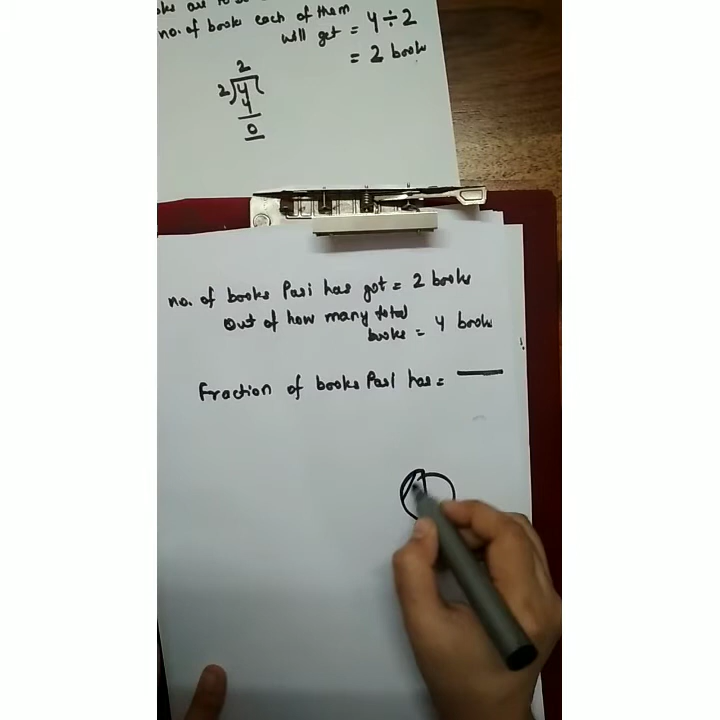 no. of books each of them
will get = 4 ÷ 2
= 2 books
2
2 4
4
0
no. of books Pari has got = 2 books
Out of how many total
books = 4 books
Fraction of books Pari has =